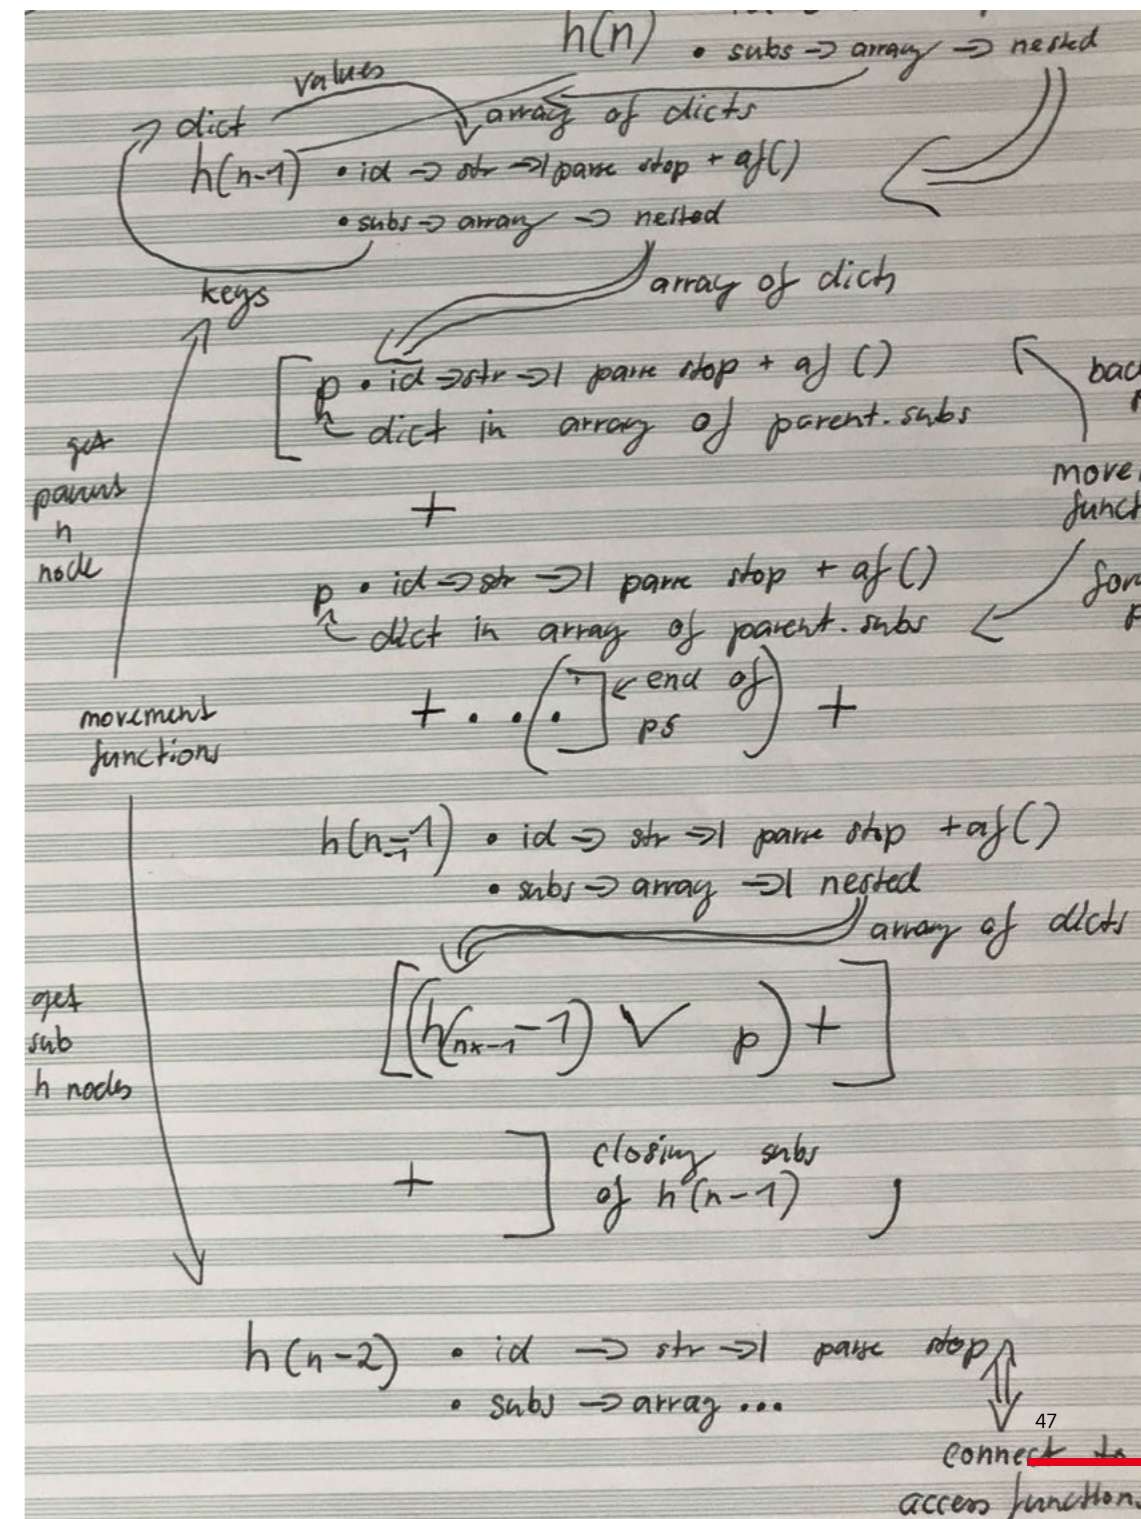 h(n) • subs → array → nested
values
dict
array of dicts
h(n-1) • id → str →| parse stop + af()
• subs → array → nested
keys
array of dicts
[ p • id → str →| parse stop + af ()
dict in array of parent.subs
get
parents
h
node
+
p • id → str →| parse stop + af ()
dict in array of parent.subs
+ . . ( . ] ← end of ps ) +
movement
functions
h(n-1) • id → str →| parse stop + af()
• subs → array →| nested
array of dicts
get
sub
h nodes
[(h(nx-1 -1) ∨ p) + ]
+ ] closing subs
of h(n-1) ,
h(n-2) • id → str →| parse stop
• subs → array ...
47
connect to
access function